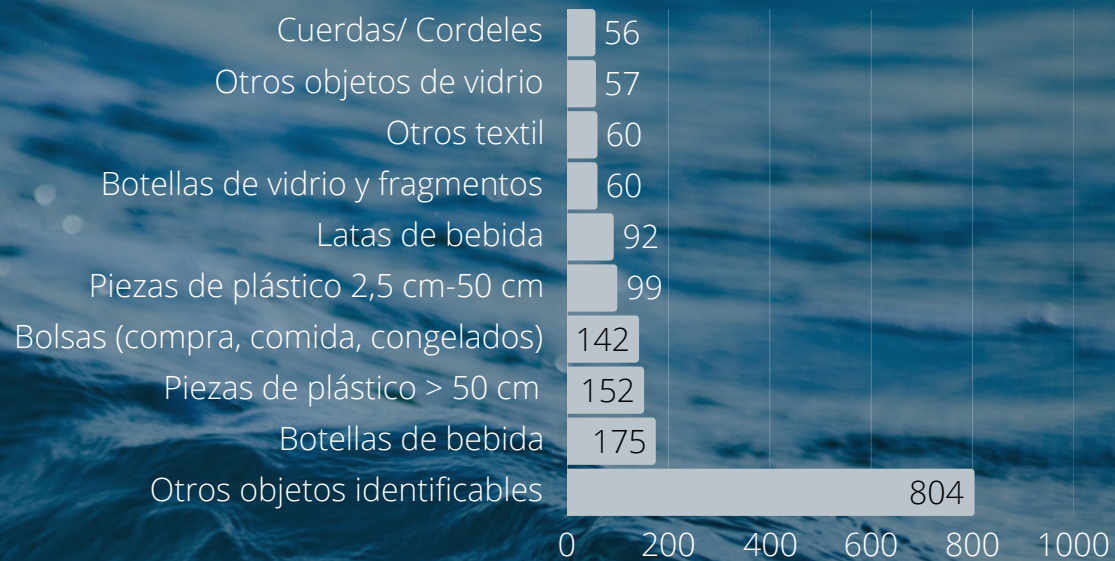 Cuerdas/ Cordeles 56
Otros objetos de vidrio 57
Otros textil 60
Botellas de vidrio y fragmentos 60
Latas de bebida 92
Piezas de plástico 2,5 cm-50 cm 99
Bolsas (compra, comida, congelados) 142
Piezas de plástico > 50 cm 152
Botellas de bebida 175
Otros objetos identificables 804
0 200 400 600 800 1000